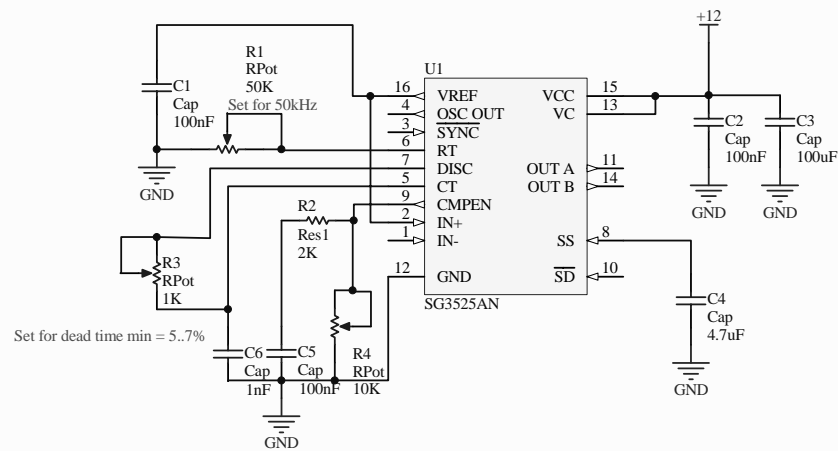 +12
R1
RPot
50K
Set for 50kHz
C1
Cap
100nF
GND
U1
16 VREF
4 OSC OUT
3 SYNC
6 RT
7 DISC
5 CT
9 CMPEN
2 IN+
1 IN-
12 GND
VCC 15
VC 13
OUT A 11
OUT B 14
SS 8
SD 10
SG3525AN
C2
Cap
100nF
GND
C3
Cap
100uF
GND
C4
Cap
4.7uF
GND
R2
Res1
2K
R3
RPot
1K
Set for dead time min = 5..7%
C6
Cap
1nF
C5
Cap
100nF
R4
RPot
10K
GND